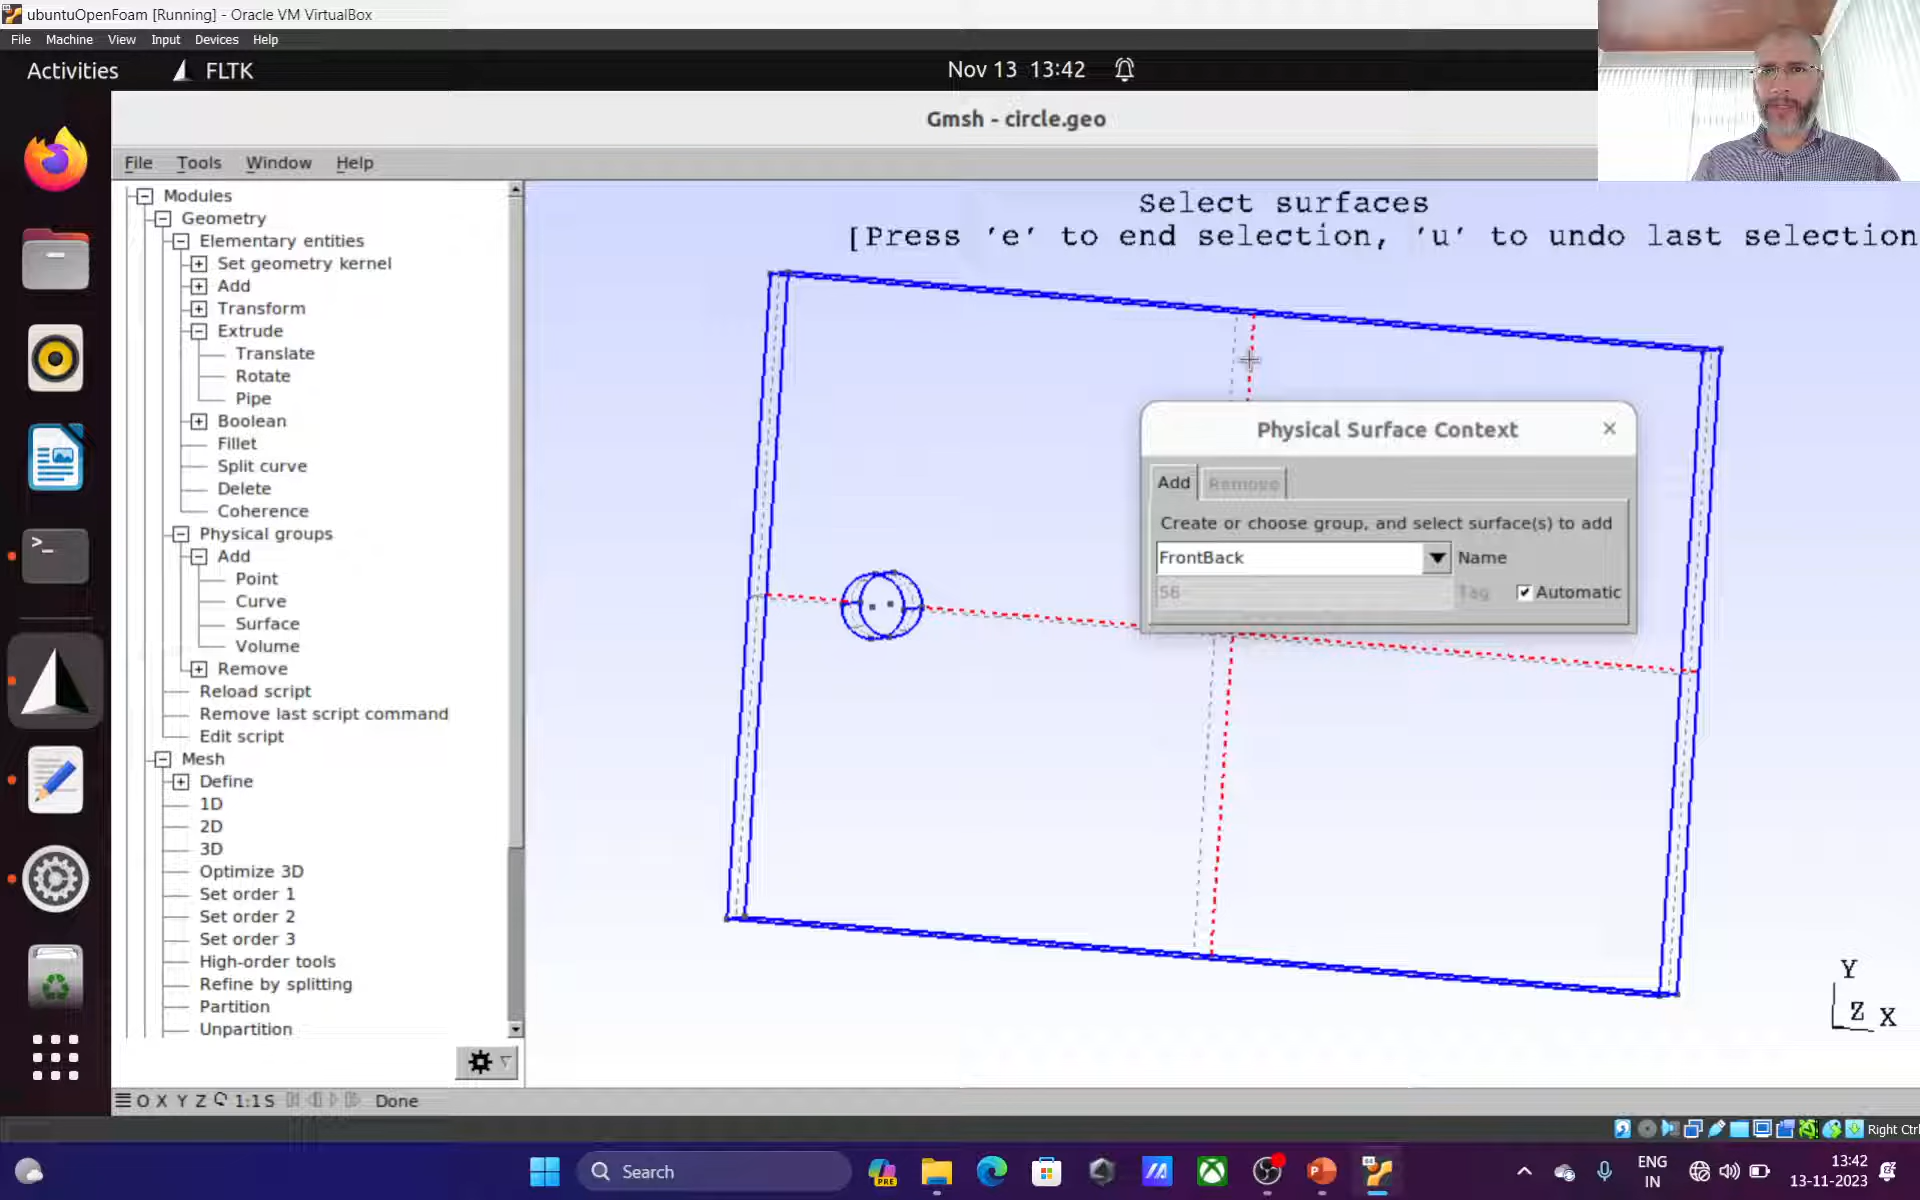 ubuntuOpenFoam [Running] - Oracle VM VirtualBox
File Machine View Input Devices Help
Activities FLTK Nov 13 13:42
Gmsh - circle.geo
File Tools Window Help
Modules
Geometry
Elementary entities
Set geometry kernel
Add
Transform
Extrude
Translate
Rotate
Pipe
Boolean
Fillet
Split curve
Delete
Coherence
Physical groups
Add
Point
Curve
Surface
Volume
Remove
Reload script
Remove last script command
Edit script
Mesh
Define
1D
2D
3D
Optimize 3D
Set order 1
Set order 2
Set order 3
High-order tools
Refine by splitting
Partition
Unpartition
Select surfaces
[Press 'e' to end selection, 'u' to undo last selection
Physical Surface Context
Add Remove
Create or choose group, and select surface(s) to add
FrontBack Name
56 Tag Automatic
Y
Z X
O X Y Z 1:1 S Done
Right Ctrl
Search
PRE
ENG
IN
13:42
13-11-2023